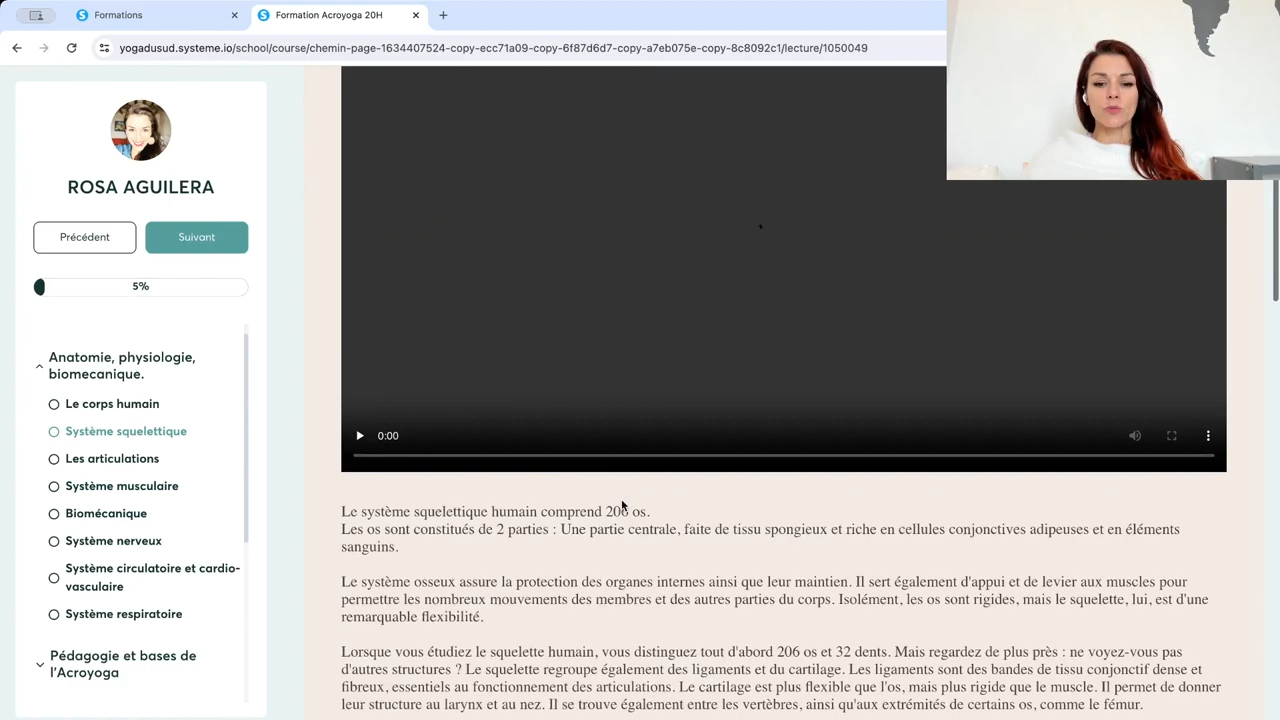 Formations
Formation Acroyoga 20H
yogadusud.systeme.io/school/course/chemin-page-1634407524-copy-ecc71a09-copy-6f87d6d7-copy-a7eb075e-copy-8c8092c1/lecture/1050049
ROSA AGUILERA
Précédent
Suivant
5%
Anatomie, physiologie,
biomecanique.
Le corps humain
Système squelettique
Les articulations
Système musculaire
Biomécanique
Système nerveux
Système circulatoire et cardio-
vasculaire
Système respiratoire
Pédagogie et bases de
l'Acroyoga
0:00
Le système squelettique humain comprend 206 os.
Les os sont constitués de 2 parties : Une partie centrale, faite de tissu spongieux et riche en cellules conjonctives adipeuses et en éléments
sanguins.
Le système osseux assure la protection des organes internes ainsi que leur maintien. Il sert également d'appui et de levier aux muscles pour
permettre les nombreux mouvements des membres et des autres parties du corps. Isolément, les os sont rigides, mais le squelette, lui, est d'une
remarquable flexibilité.
Lorsque vous étudiez le squelette humain, vous distinguez tout d'abord 206 os et 32 dents. Mais regardez de plus près : ne voyez-vous pas
d'autres structures ? Le squelette regroupe également des ligaments et du cartilage. Les ligaments sont des bandes de tissu conjonctif dense et
fibreux, essentiels au fonctionnement des articulations. Le cartilage est plus flexible que l'os, mais plus rigide que le muscle. Il permet de donner
leur structure au larynx et au nez. Il se trouve également entre les vertèbres, ainsi qu'aux extrémités de certains os, comme le fémur.